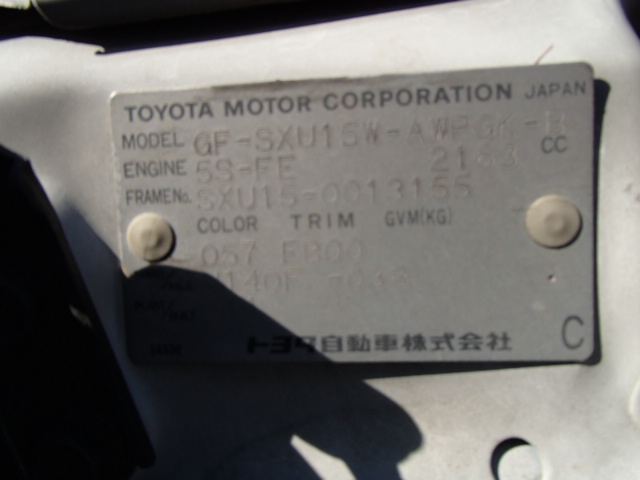 TOYOTA MOTOR CORPORATION JAPAN
MODEL GF-SXU15W-AWPGK-B
ENGINE 5S-FE 2163 CC
FRAME No. SXU15-0013155
COLOR TRIM GVM(KG)
057
トヨタ自動車株式会社 C